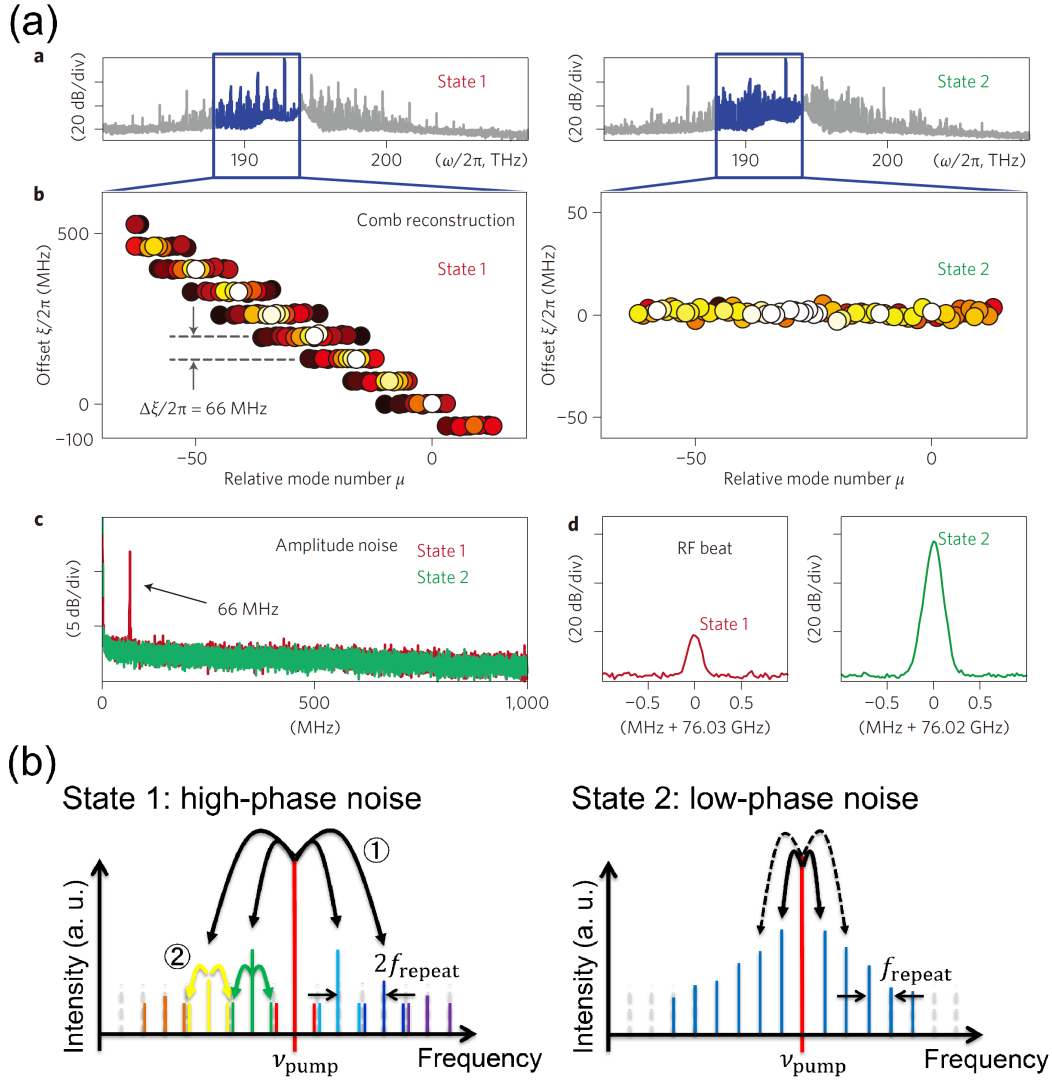 (a)
a
(20 dB/div)
State 1
190
200
(ω/2π, THz)
(20 dB/div)
State 2
190
200
(ω/2π, THz)
b
Offset ξ/2π (MHz)
500
0
−100
Comb reconstruction
State 1
Δξ/2π = 66 MHz
−50
0
Relative mode number μ
Offset ξ/2π (MHz)
50
0
−50
State 2
−50
0
Relative mode number μ
c
(5 dB/div)
Amplitude noise
State 1
State 2
66 MHz
0
500
1,000
(MHz)
d
(20 dB/div)
RF beat
State 1
−0.5
0
0.5
(MHz + 76.03 GHz)
(20 dB/div)
State 2
−0.5
0
0.5
(MHz + 76.02 GHz)
(b)
State 1: high-phase noise
Intensity (a. u.)
①
②
2f_repeat
ν_pump
Frequency
State 2: low-phase noise
Intensity (a. u.)
f_repeat
ν_pump
Frequency